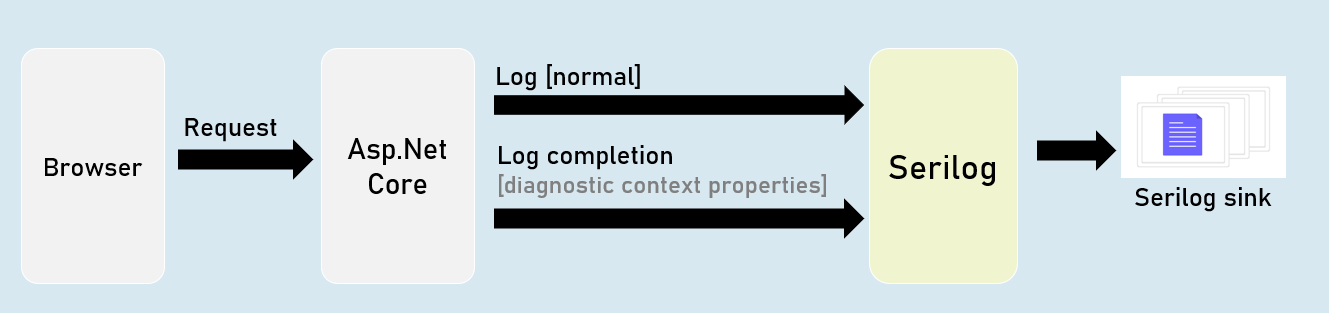 Browser
Request
Asp.Net
Core
Log [normal]
Log completion
[diagnostic context properties]
Serilog
Serilog sink